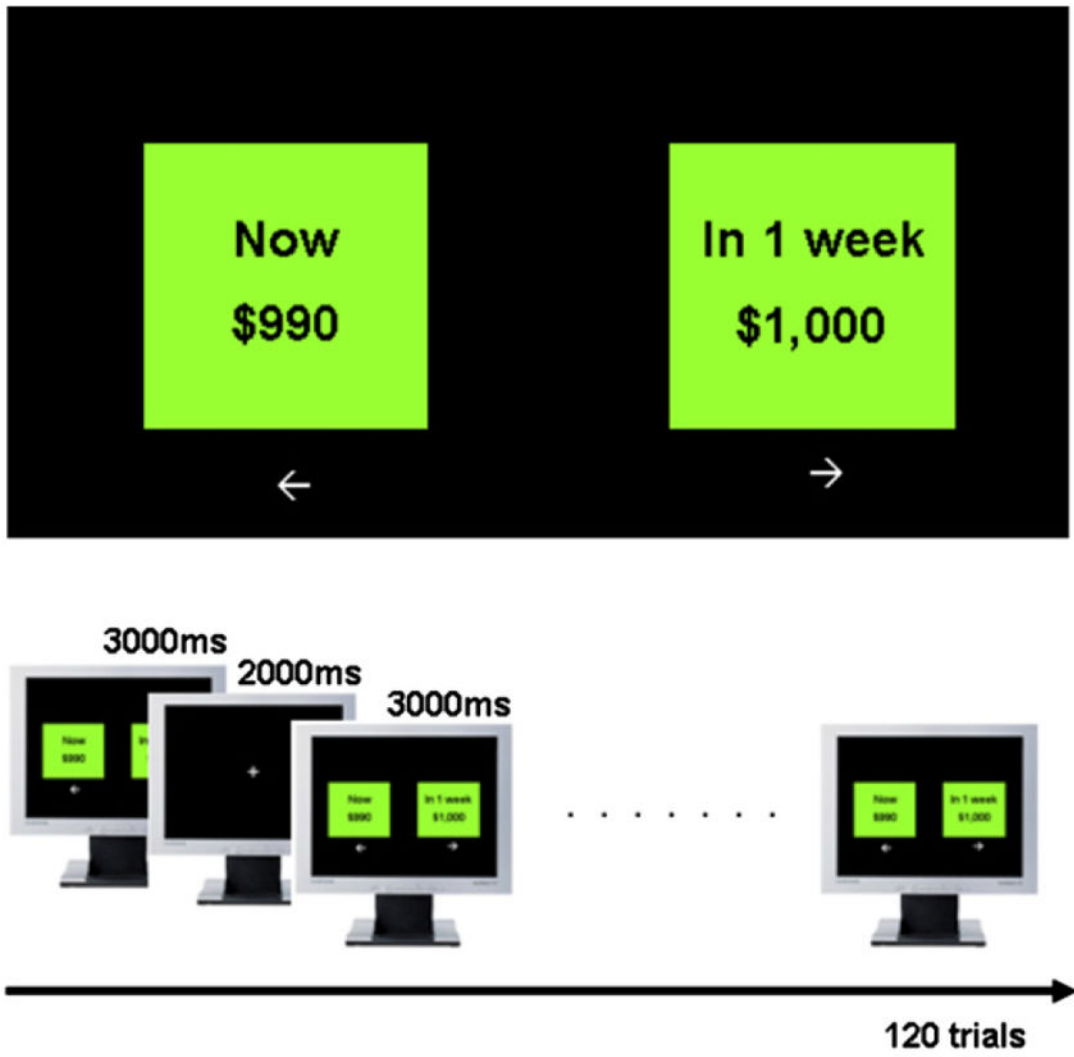 Now
$990
In 1 week
$1,000
←
→
3000ms
2000ms
3000ms
Now
$990
In
Now
$990
In 1 week
$1,000
Now
$990
In 1 week
$1,000
120 trials